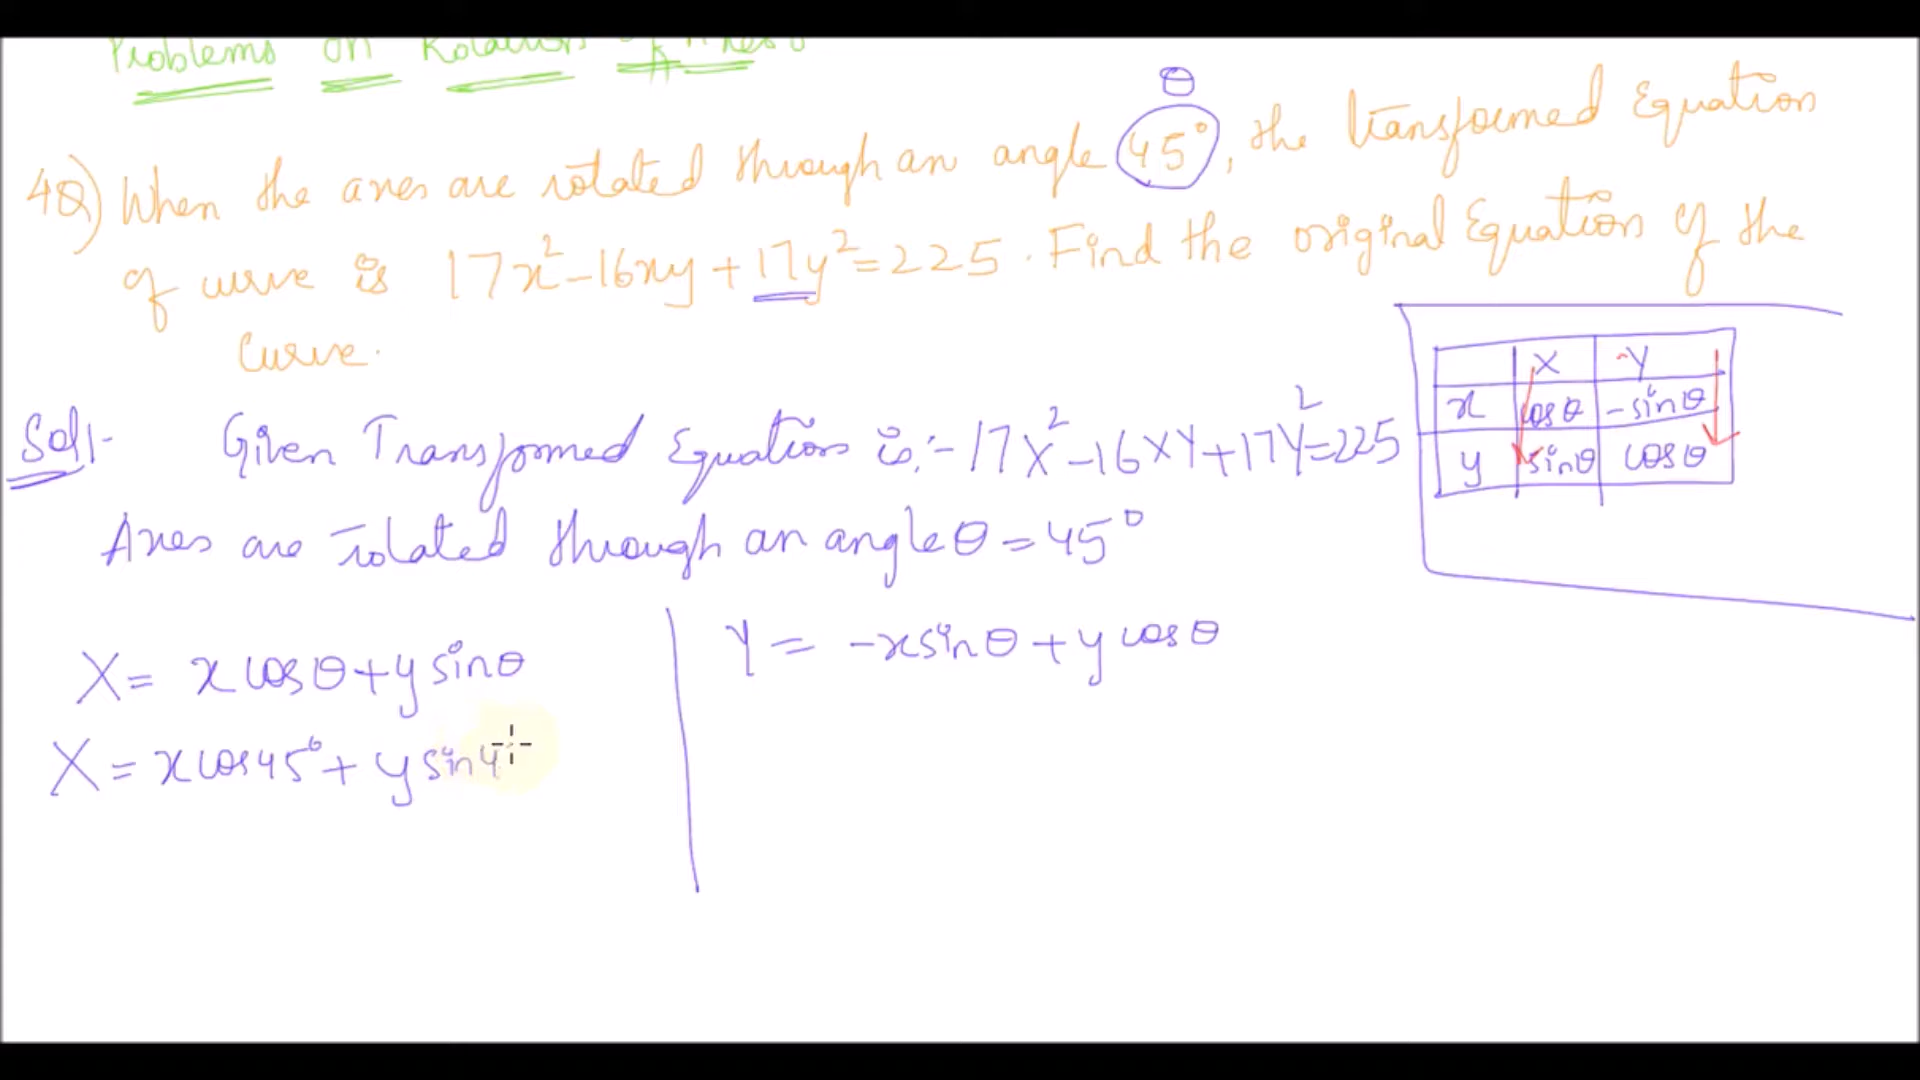 Problems on Rotation of Axes
θ
4Q) When the axes are rotated through an angle 45°, the transformed Equation
of curve is 17x²-16xy+17y²=225. Find the original Equation of the
curve.
X Y
x cosθ -sinθ
y sinθ cosθ
Sol:- Given Transformed Equation is:- 17X²-16XY+17Y²=225
Axes are rotated through an angle θ = 45°
X = x cosθ + y sinθ
X = x cos45° + y sin4
Y = -x sinθ + y cosθ